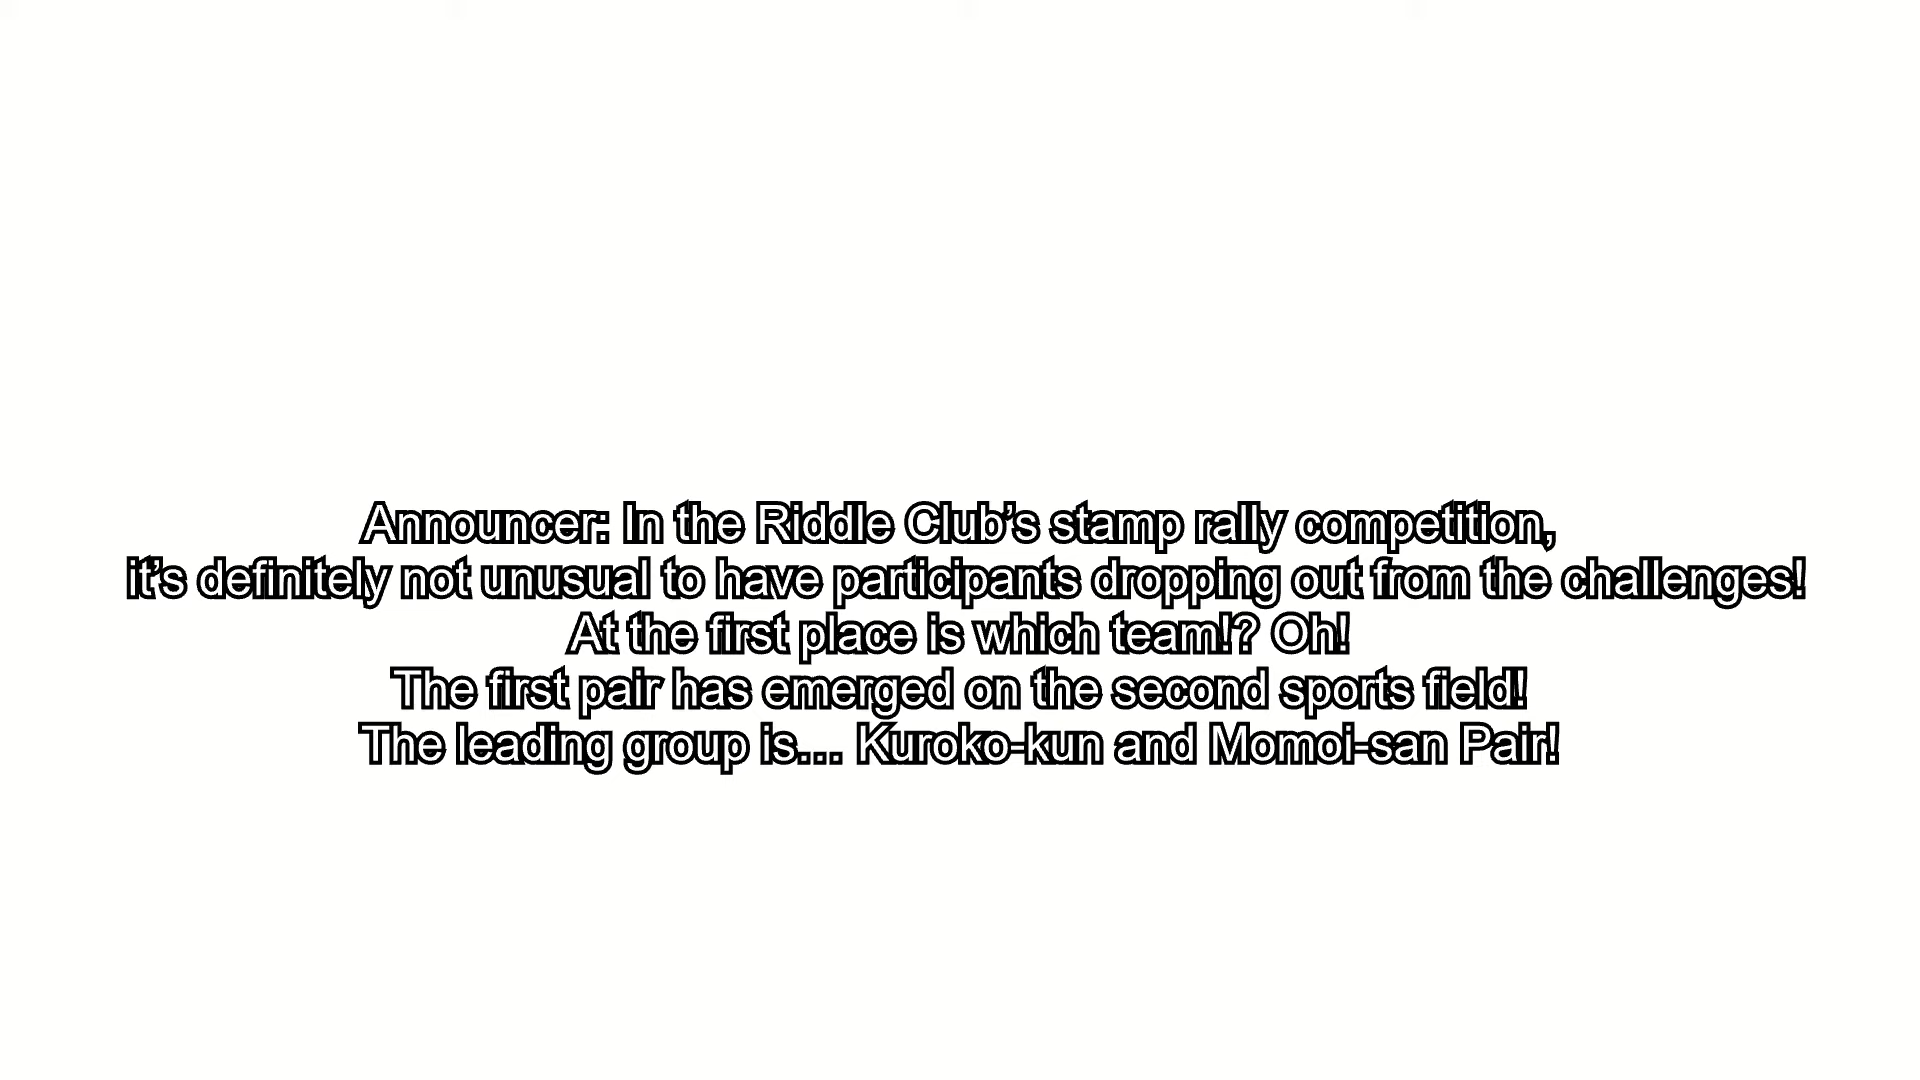 Announcer: In the Riddle Club's stamp rally competition,
it's definitely not unusual to have participants dropping out from the challenges!
At the first place is which team!? Oh!
The first pair has emerged on the second sports field!
The leading group is... Kuroko-kun and Momoi-san Pair!